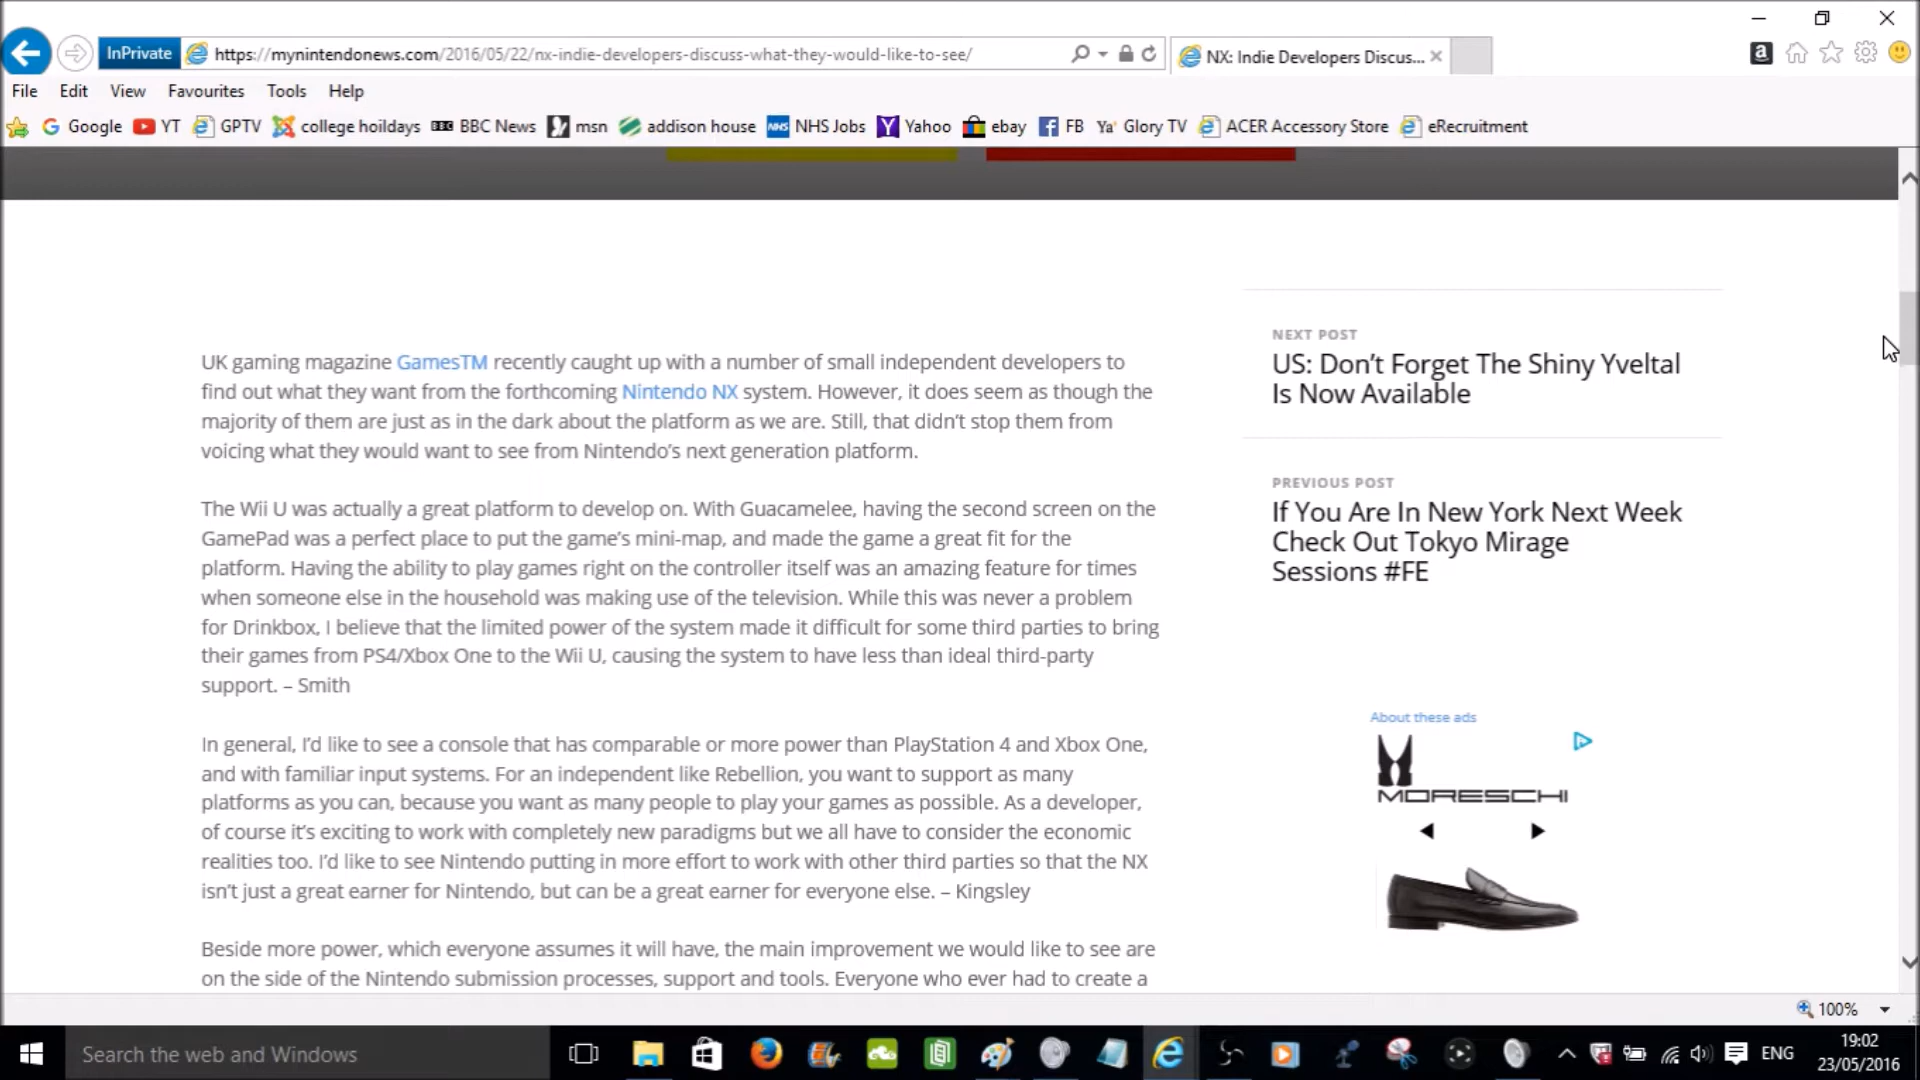 InPrivate
https://mynintendonews.com/2016/05/22/nx-indie-developers-discuss-what-they-would-like-to-see/
NX: Indie Developers Discus...
File Edit View Favourites Tools Help
Google YT GPTV college hoildays BBC News msn addison house NHS Jobs Yahoo ebay FB Glory TV ACER Accessory Store eRecruitment
UK gaming magazine GamesTM recently caught up with a number of small independent developers to
find out what they want from the forthcoming Nintendo NX system. However, it does seem as though the
majority of them are just as in the dark about the platform as we are. Still, that didn't stop them from
voicing what they would want to see from Nintendo's next generation platform.
The Wii U was actually a great platform to develop on. With Guacamelee, having the second screen on the
GamePad was a perfect place to put the game's mini-map, and made the game a great fit for the
platform. Having the ability to play games right on the controller itself was an amazing feature for times
when someone else in the household was making use of the television. While this was never a problem
for Drinkbox, I believe that the limited power of the system made it difficult for some third parties to bring
their games from PS4/Xbox One to the Wii U, causing the system to have less than ideal third-party
support. – Smith
In general, I'd like to see a console that has comparable or more power than PlayStation 4 and Xbox One,
and with familiar input systems. For an independent like Rebellion, you want to support as many
platforms as you can, because you want as many people to play your games as possible. As a developer,
of course it's exciting to work with completely new paradigms but we all have to consider the economic
realities too. I'd like to see Nintendo putting in more effort to work with other third parties so that the NX
isn't just a great earner for Nintendo, but can be a great earner for everyone else. – Kingsley
Beside more power, which everyone assumes it will have, the main improvement we would like to see are
on the side of the Nintendo submission processes, support and tools. Everyone who ever had to create a
NEXT POST
US: Don't Forget The Shiny Yveltal
Is Now Available
PREVIOUS POST
If You Are In New York Next Week
Check Out Tokyo Mirage
Sessions #FE
About these ads
MORESCHI
100%
Search the web and Windows
ENG
19:02
23/05/2016